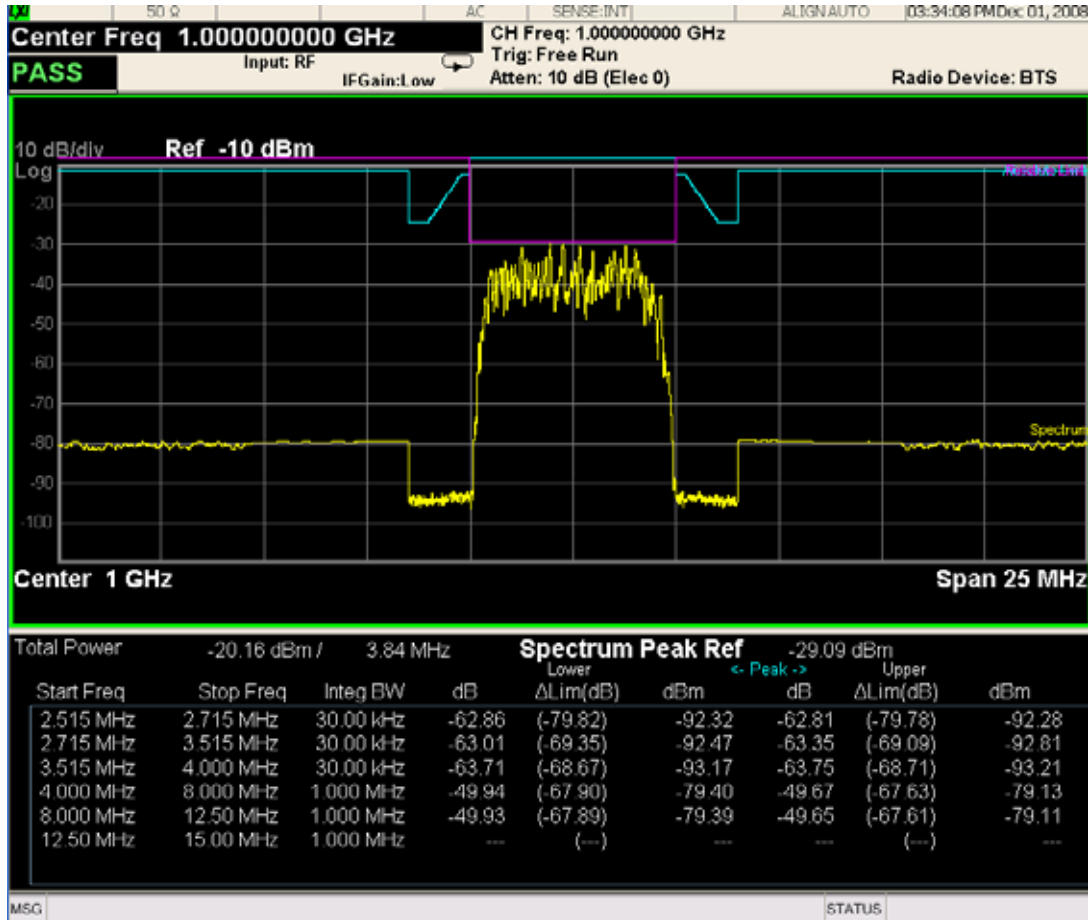 50 Ω AC SENSE:INT ALIGN AUTO 03:34:08 PM Dec 01, 2008
Center Freq 1.000000000 GHz CH Freq: 1.000000000 GHz
Input: RF Trig: Free Run
PASS IFGain:Low Atten: 10 dB (Elec 0) Radio Device: BTS
10 dB/div Ref -10 dBm
Log
-20
-30
-40
-50
-60
-70
-80
Spectrum
-90
-100
Center 1 GHz Span 25 MHz
Total Power -20.16 dBm / 3.84 MHz Spectrum Peak Ref -29.09 dBm
Lower <- Peak -> Upper
Start Freq Stop Freq Integ BW dB ΔLim(dB) dBm dB ΔLim(dB) dBm
2.515 MHz 2.715 MHz 30.00 kHz -62.86 (-79.82) -92.32 -62.81 (-79.78) -92.28
2.715 MHz 3.515 MHz 30.00 kHz -63.01 (-69.35) -92.47 -63.35 (-69.09) -92.81
3.515 MHz 4.000 MHz 30.00 kHz -63.71 (-68.67) -93.17 -63.75 (-68.71) -93.21
4.000 MHz 8.000 MHz 1.000 MHz -49.94 (-67.90) -79.40 -49.67 (-67.63) -79.13
8.000 MHz 12.50 MHz 1.000 MHz -49.93 (-67.89) -79.39 -49.65 (-67.61) -79.11
12.50 MHz 15.00 MHz 1.000 MHz --- (---) --- --- (---) ---
MSG STATUS